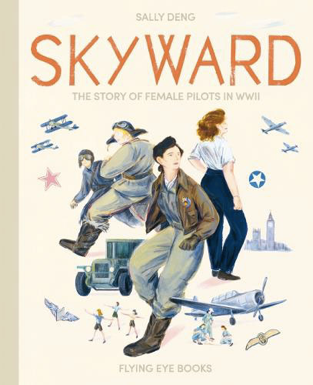 SALLY DENG
SKYWARD
THE STORY OF FEMALE PILOTS IN WWII
FLYING EYE BOOKS